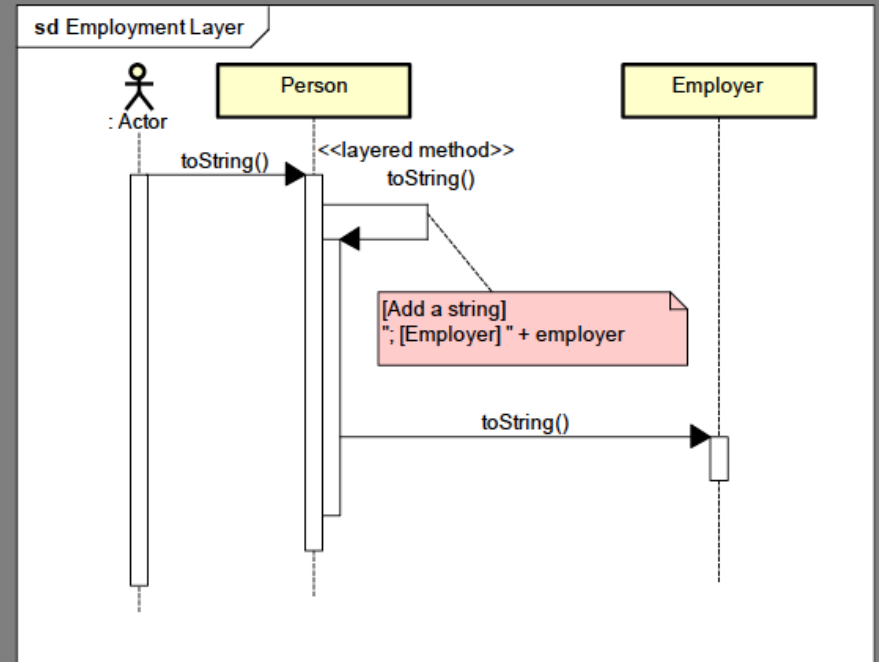 sd Employment Layer
Person
Employer
: Actor
toString()
<<layered method>>
toString()
[Add a string]
"; [Employer] " + employer
toString()